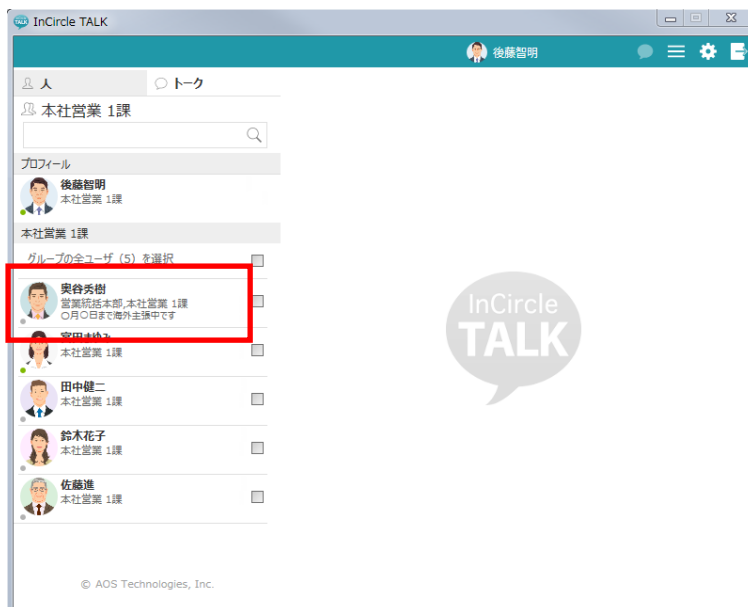 InCircle TALK
後藤智明
人
トーク
本社営業 1課
プロフィール
後藤智明
本社営業 1課
本社営業 1課
グループの全ユーザ（5）を選択
奥谷秀樹
営業統括本部,本社営業 1課
〇月〇日まで海外主張中です
本社営業 1課
田中健二
本社営業 1課
鈴木花子
本社営業 1課
佐藤進
本社営業 1課
InCircle
TALK
© AOS Technologies, Inc.